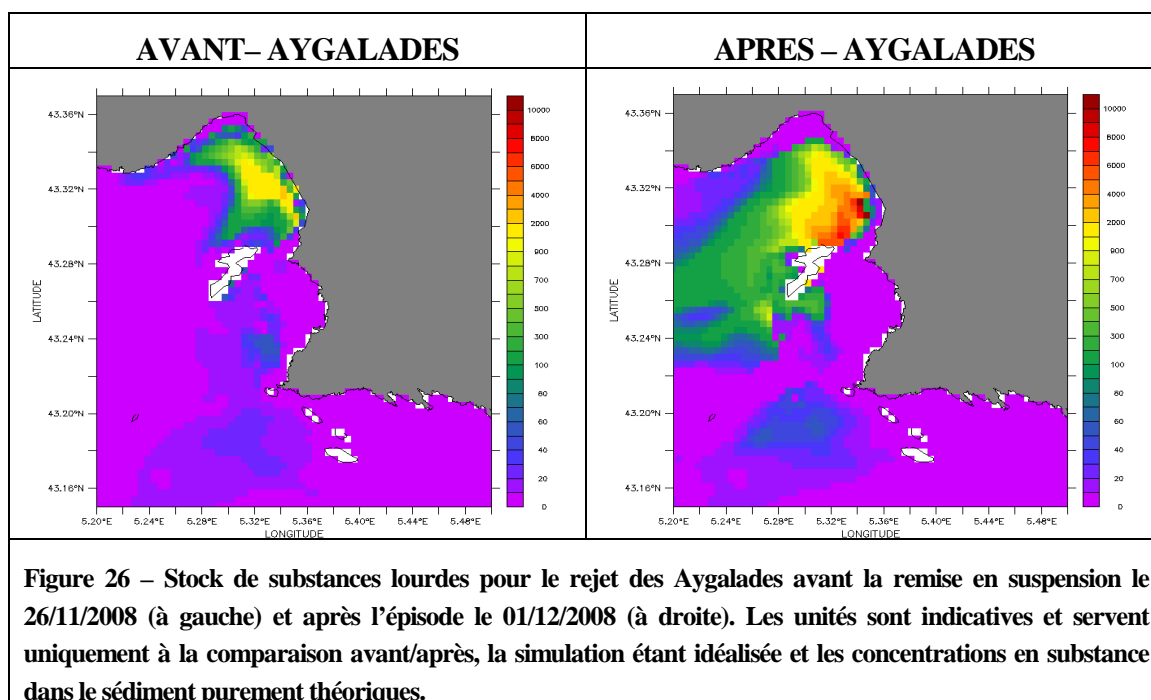 AVANT– AYGALADES
APRES – AYGALADES
43.36°N
43.32°N
43.28°N
43.24°N
43.20°N
43.16°N
LATITUDE
5.20°E 5.24°E 5.28°E 5.32°E 5.36°E 5.40°E 5.44°E 5.48°E
LONGITUDE
10000
8000
6000
4000
2000
900
700
500
300
100
80
60
40
20
0
43.36°N
43.32°N
43.28°N
43.24°N
43.20°N
43.16°N
LATITUDE
5.20°E 5.24°E 5.28°E 5.32°E 5.36°E 5.40°E 5.44°E 5.48°E
LONGITUDE
10000
8000
6000
4000
2000
900
700
500
300
100
80
60
40
20
0
Figure 26 – Stock de substances lourdes pour le rejet des Aygalades avant la remise en suspension le
26/11/2008 (à gauche) et après l’épisode le 01/12/2008 (à droite). Les unités sont indicatives et servent
uniquement à la comparaison avant/après, la simulation étant idéalisée et les concentrations en substance
dans le sédiment purement théoriques.